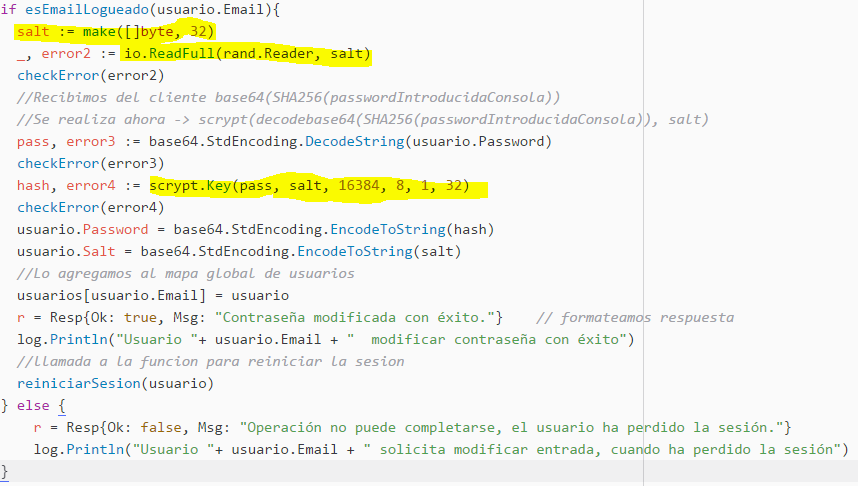 if esEmailLogueado(usuario.Email){
salt := make([]byte, 32)
_, error2 := io.ReadFull(rand.Reader, salt)
checkError(error2)
//Recibimos del cliente base64(SHA256(passwordIntroducidaConsola))
//Se realiza ahora -> scrypt(decodebase64(SHA256(passwordIntroducidaConsola)), salt)
pass, error3 := base64.StdEncoding.DecodeString(usuario.Password)
checkError(error3)
hash, error4 := scrypt.Key(pass, salt, 16384, 8, 1, 32)
checkError(error4)
usuario.Password = base64.StdEncoding.EncodeToString(hash)
usuario.Salt = base64.StdEncoding.EncodeToString(salt)
//Lo agregamos al mapa global de usuarios
usuarios[usuario.Email] = usuario
r = Resp{Ok: true, Msg: "Contraseña modificada con éxito."}    // formateamos respuesta
log.Println("Usuario "+ usuario.Email + "  modificar contraseña con éxito")
//llamada a la funcion para reiniciar la sesion
reiniciarSesion(usuario)
} else {
r = Resp{Ok: false, Msg: "Operación no puede completarse, el usuario ha perdido la sesión."}
log.Println("Usuario "+ usuario.Email + " solicita modificar entrada, cuando ha perdido la sesión")
}